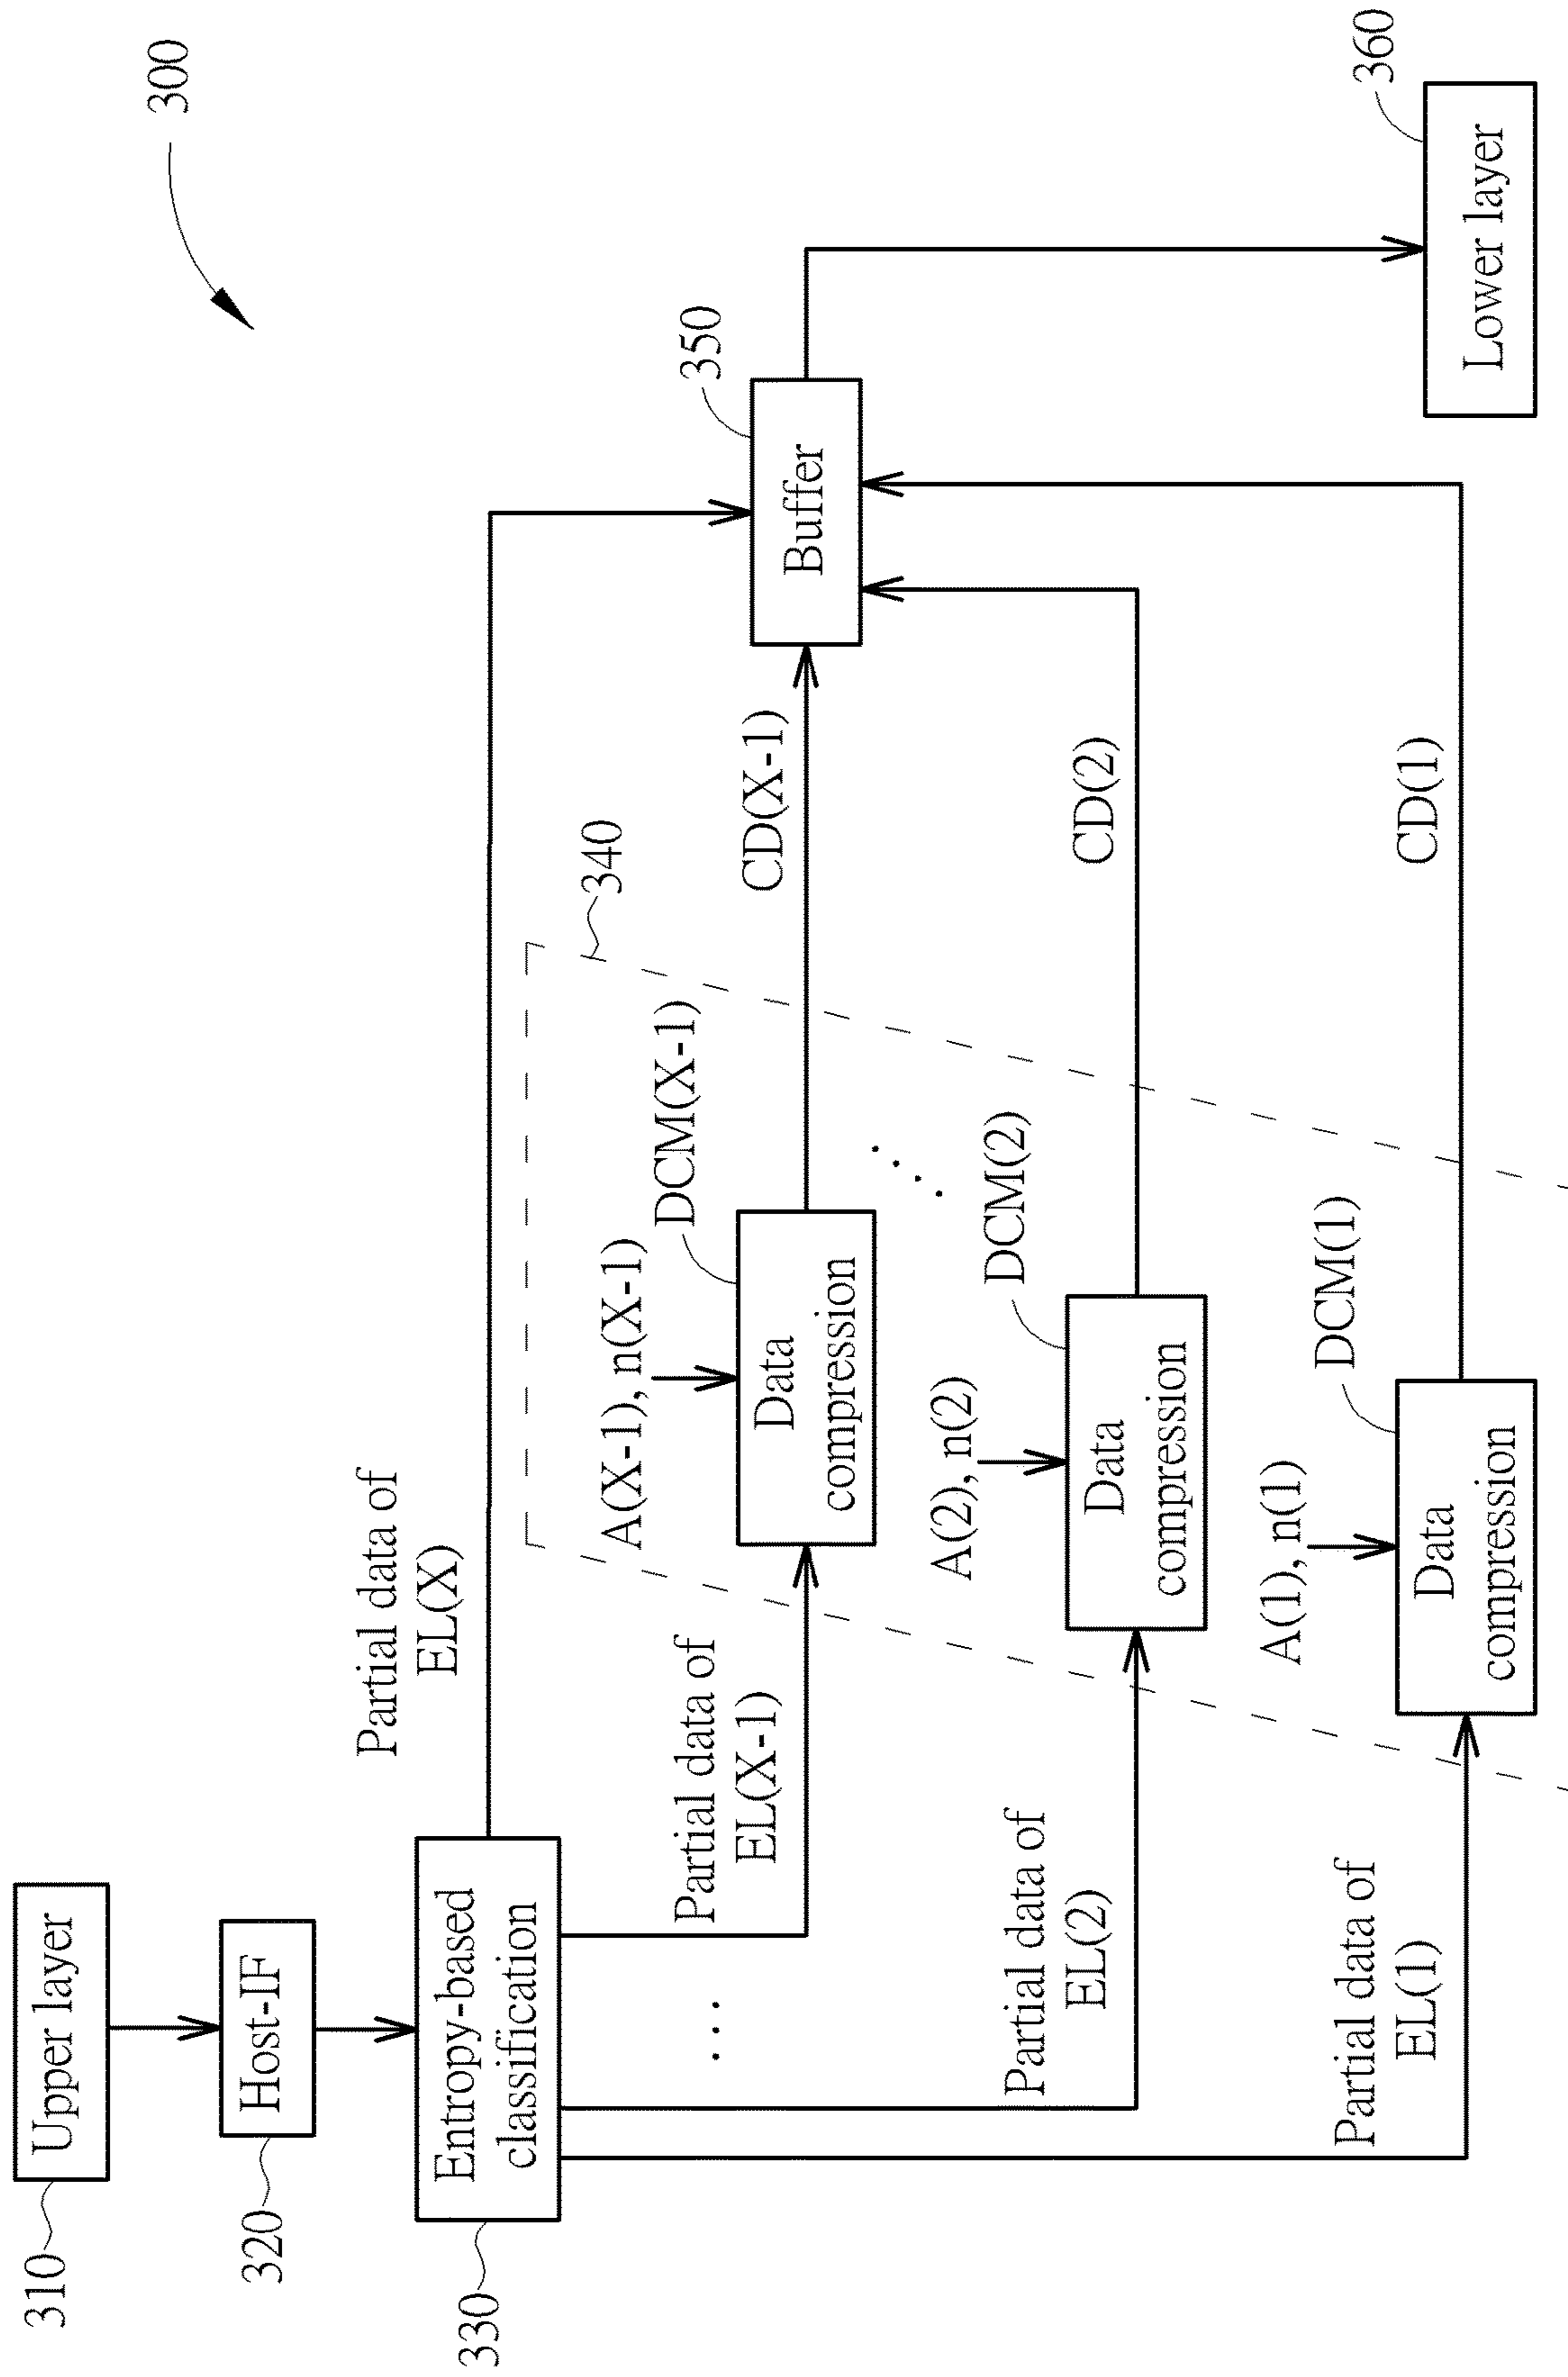 300
Upper layer
310
Host-IF
320
Entropy-based
classification
330
Partial data of
EL(X)
Partial data of
EL(X-1)
...
Partial data of
EL(2)
Partial data of
EL(1)
340
A(X-1), n(X-1)
DCM(X-1)
Data
compression
CD(X-1)
....
A(2), n(2)
DCM(2)
Data
compression
CD(2)
A(1), n(1)
DCM(1)
Data
compression
CD(1)
350
Buffer
360
Lower layer